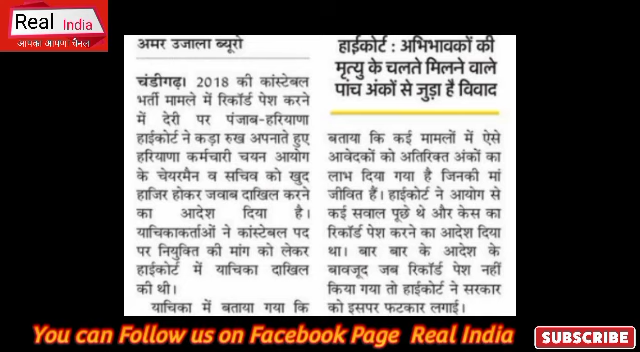 Real India
आपका अपना चैनल
अमर उजाला ब्यूरो
चंडीगढ़। 2018 की कांस्टेबल
भर्ती मामले में रिकॉर्ड पेश करने
में देरी पर पंजाब-हरियाणा
हाईकोर्ट ने कड़ा रुख अपनाते हुए
हरियाणा कर्मचारी चयन आयोग
के चेयरमैन व सचिव को खुद
हाजिर होकर जवाब दाखिल करने
का आदेश दिया है।
याचिकाकर्ताओं ने कांस्टेबल पद
पर नियुक्ति की मांग को लेकर
हाईकोर्ट में याचिका दाखिल
की थी।
याचिका में बताया गया कि
हाईकोर्ट : अभिभावकों की
मृत्यु के चलते मिलने वाले
पांच अंकों से जुड़ा है विवाद
बताया कि कई मामलों में ऐसे
आवेदकों को अतिरिक्त अंकों का
लाभ दिया गया है जिनकी मां
जीवित हैं। हाईकोर्ट ने आयोग से
कई सवाल पूछे थे और केस का
रिकॉर्ड पेश करने का आदेश दिया
था। बार बार के आदेश के
बावजूद जब रिकॉर्ड पेश नहीं
किया गया तो हाईकोर्ट ने सरकार
को इसपर फटकार लगाई।
You can Follow us on Facebook Page Real India
SUBSCRIBE